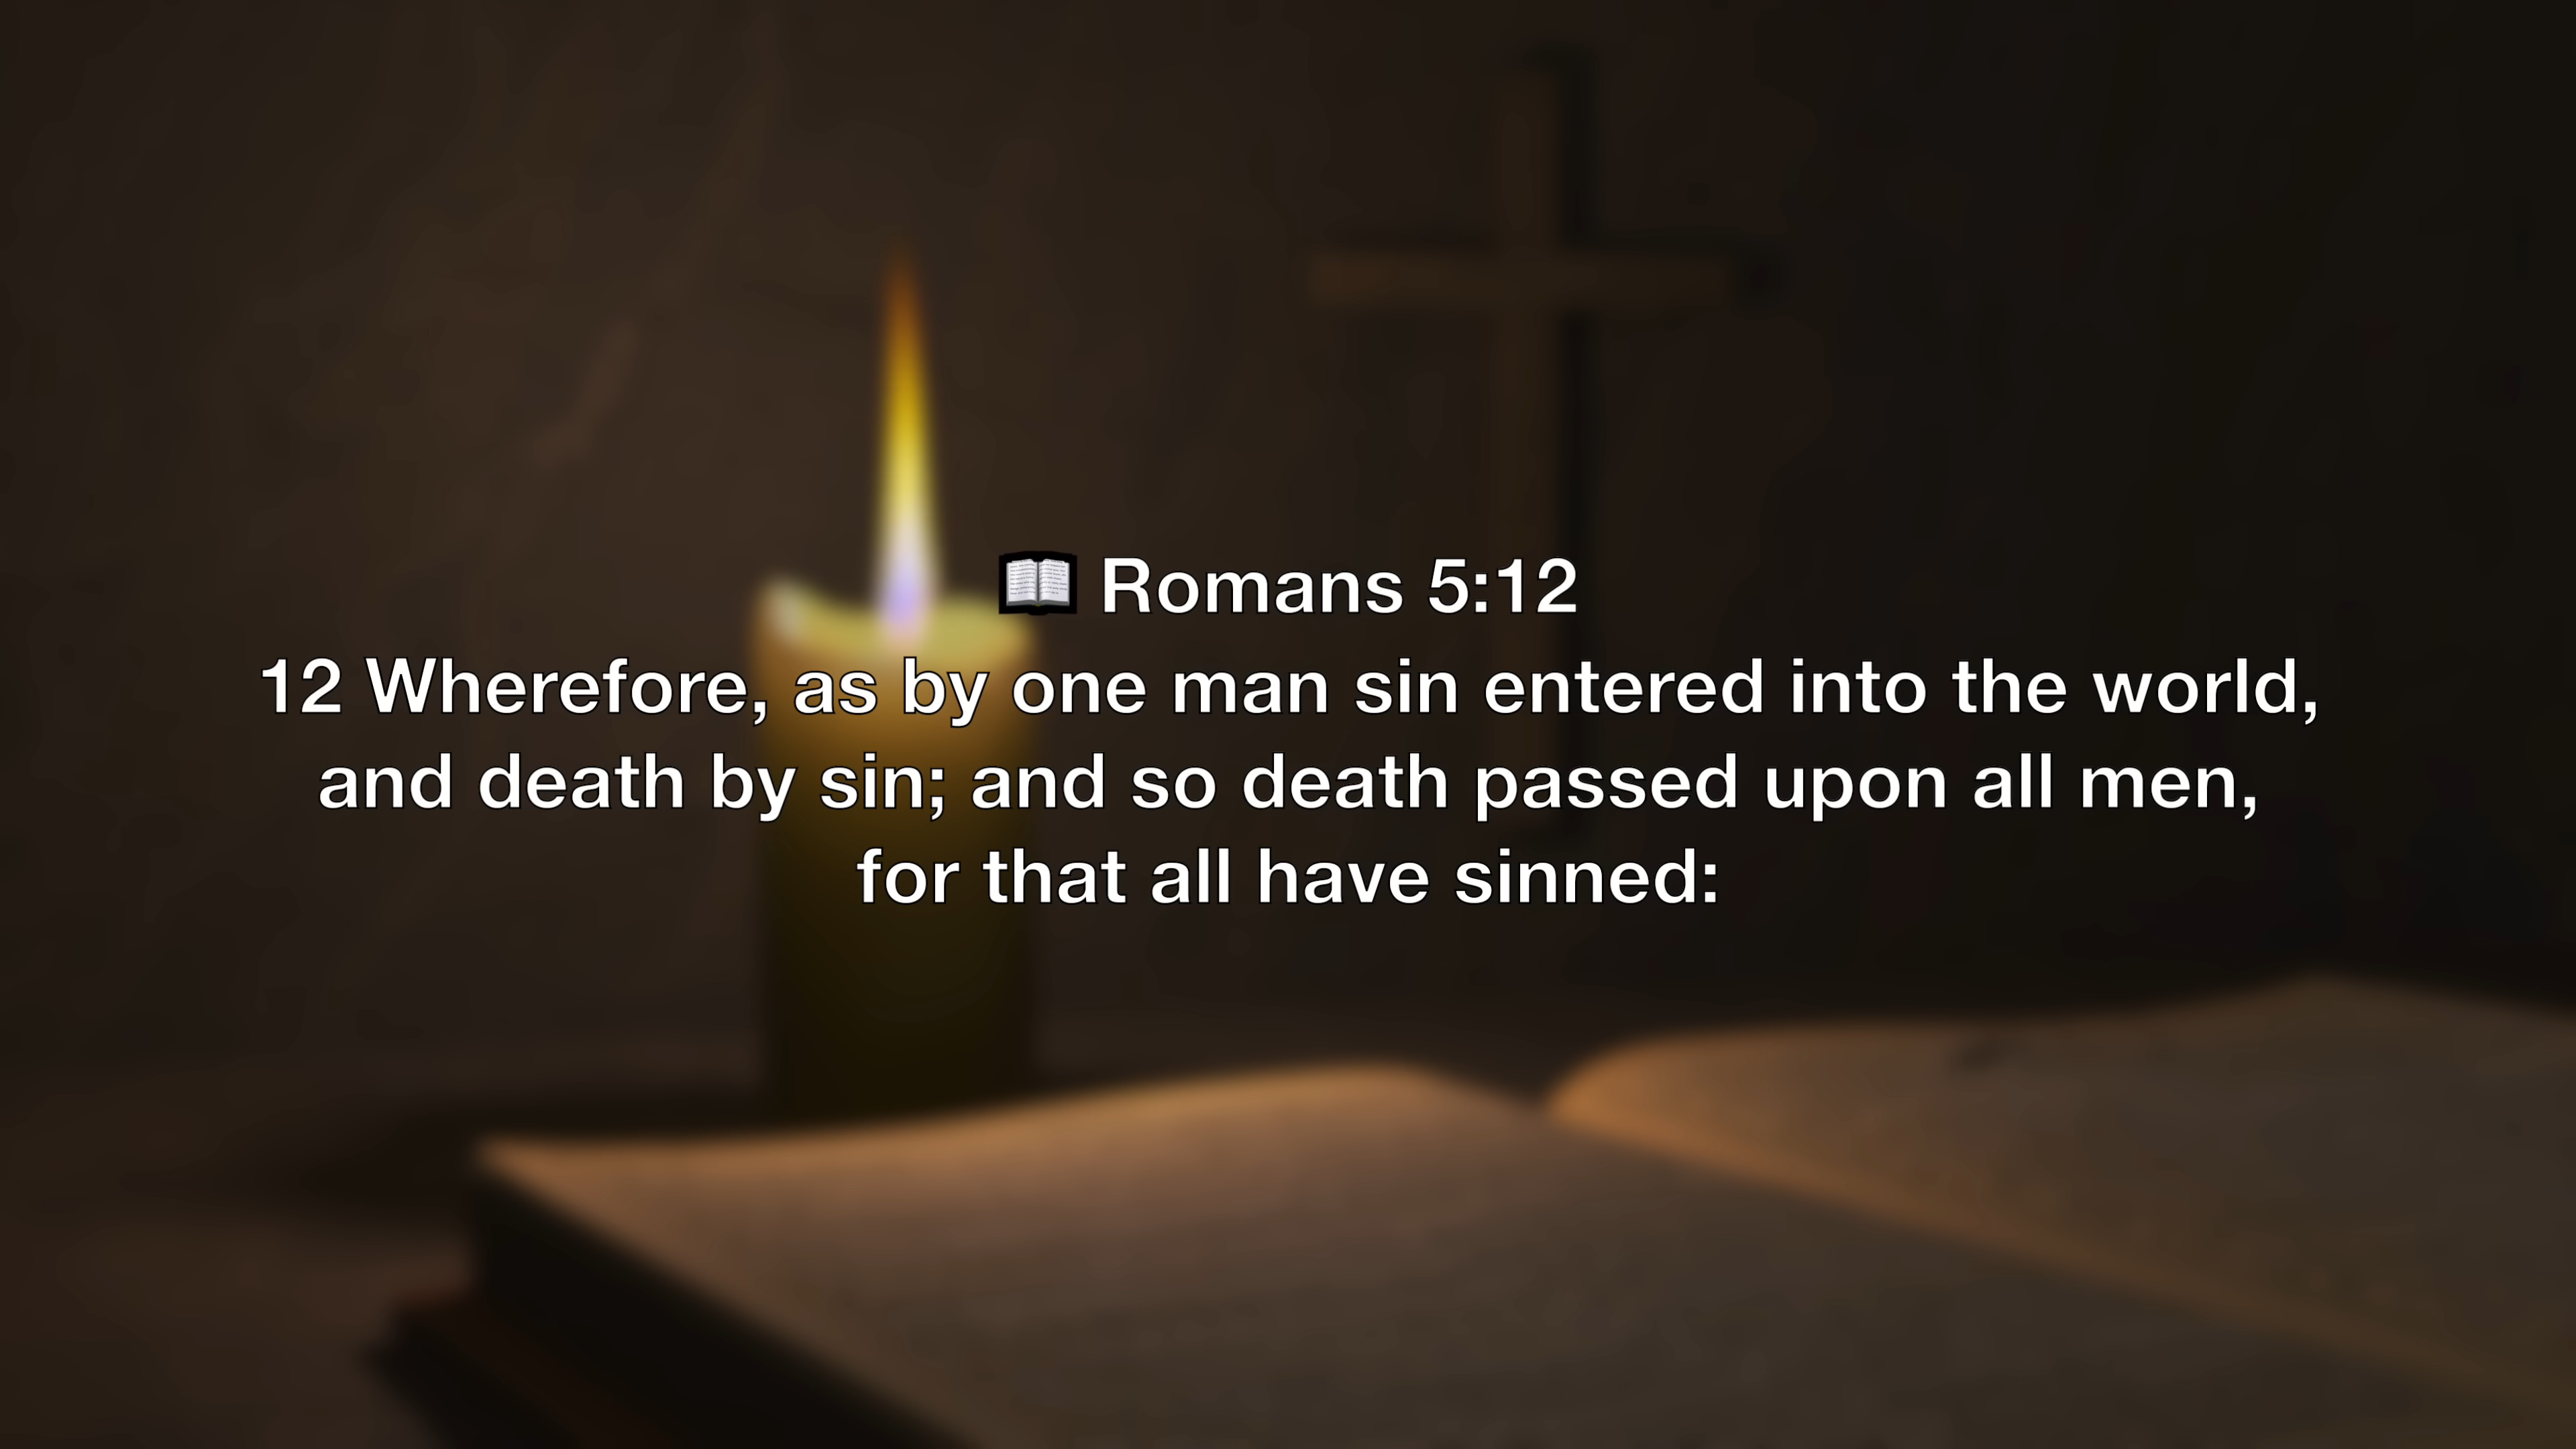 📖 Romans 5:12
12 Wherefore, as by one man sin entered into the world,
and death by sin; and so death passed upon all men,
for that all have sinned: